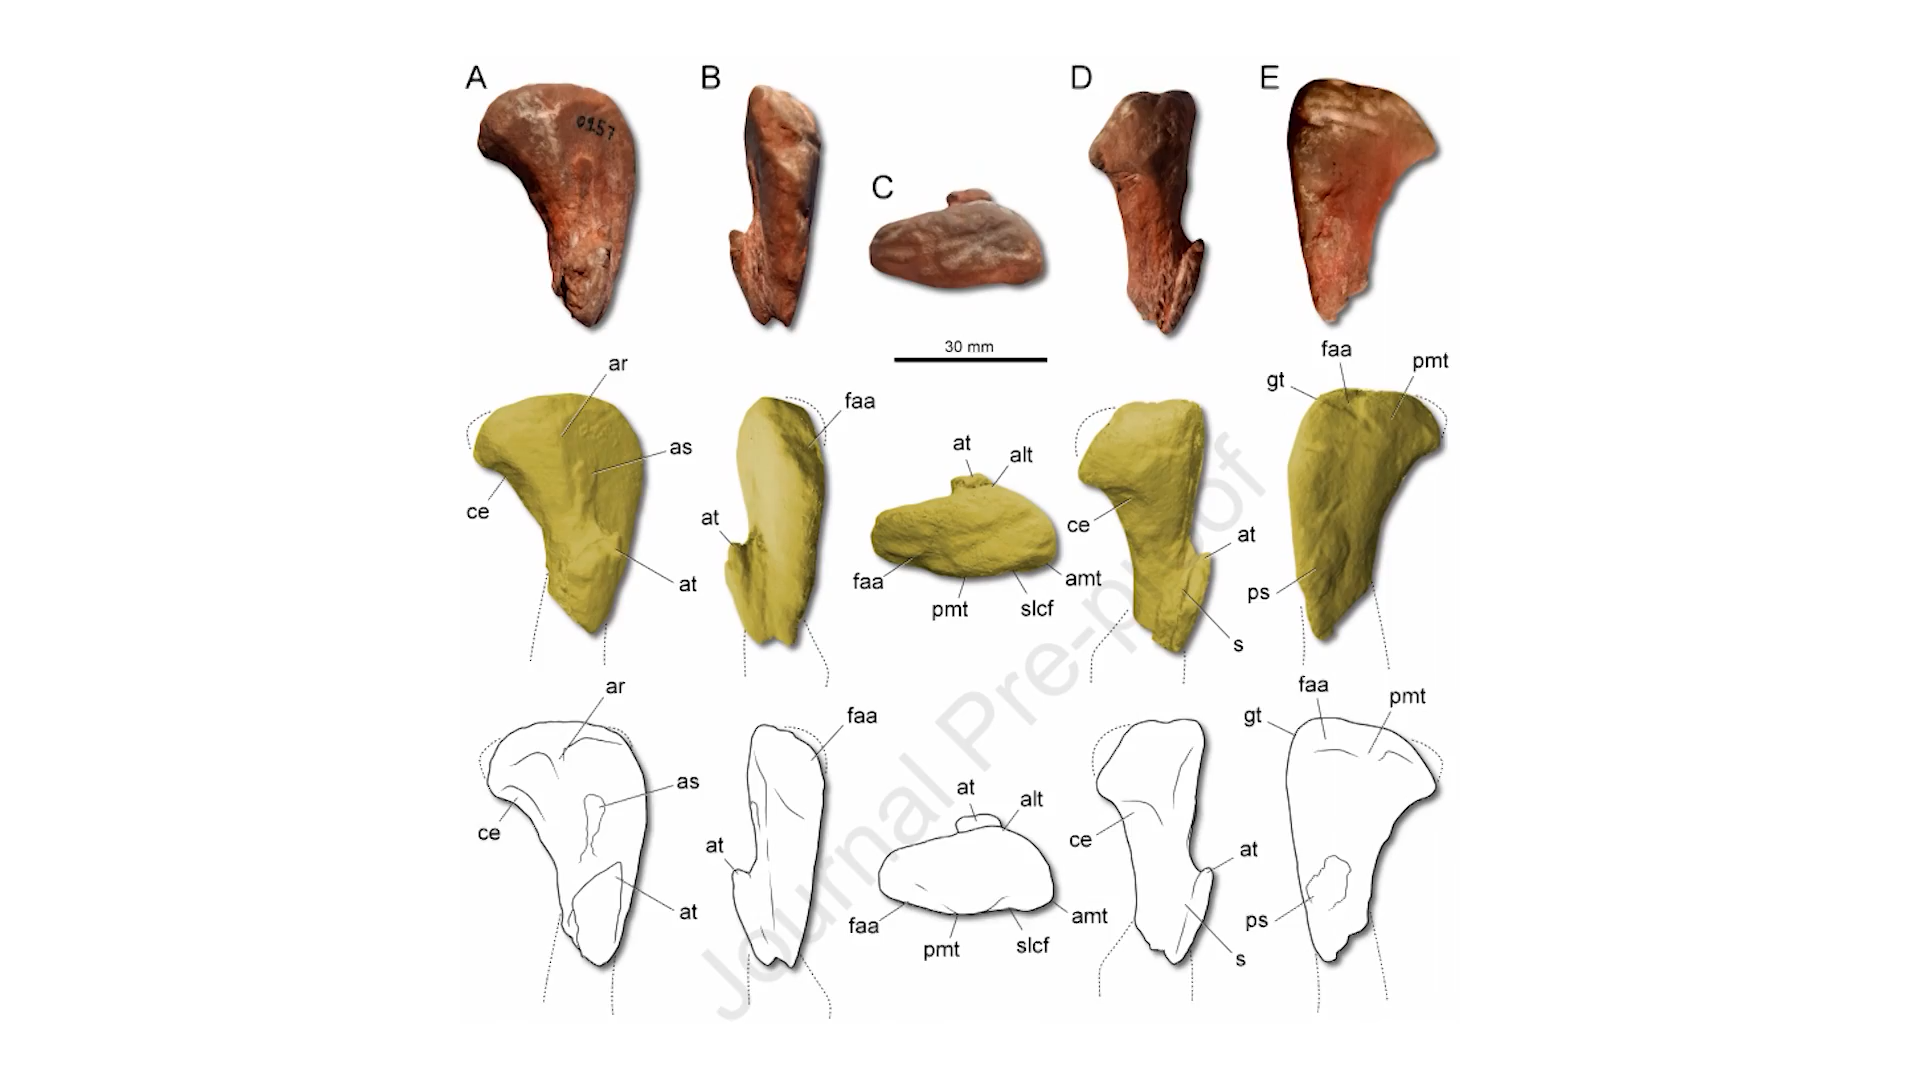 A
B
C
D
E
0157
30 mm
ar
as
ce
at
faa
at
at
alt
faa
pmt
slcf
amt
ce
at
s
gt
faa
pmt
ps
ar
as
ce
at
faa
at
at
alt
faa
pmt
slcf
amt
ce
at
s
gt
faa
pmt
ps
Journal Pre-proof